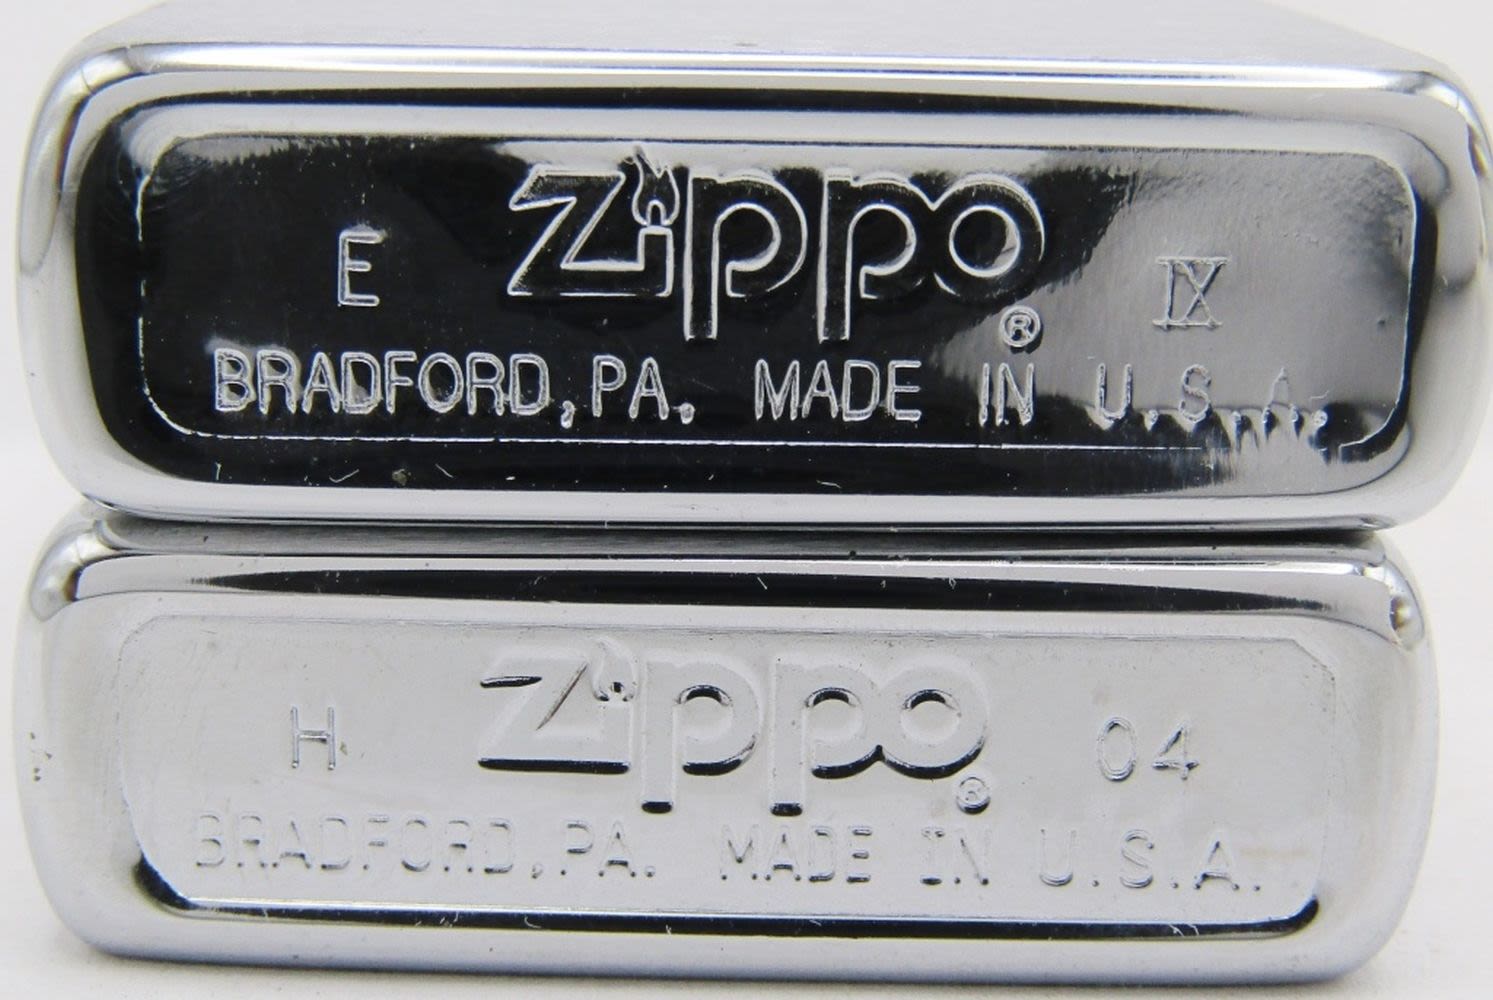 E Zippo ® IX
BRADFORD, PA. MADE IN U.S.A.
H Zippo ® 04
BRADFORD, PA. MADE IN U.S.A.